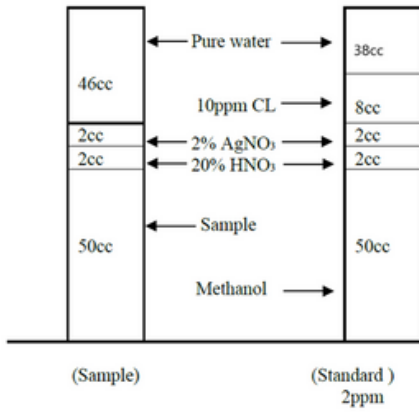 Pure water
38cc
46cc
10ppm CL
8cc
2cc
2% AgNO₃
2cc
2cc
20% HNO₃
2cc
Sample
50cc
50cc
Methanol
(Sample)
(Standard )
2ppm